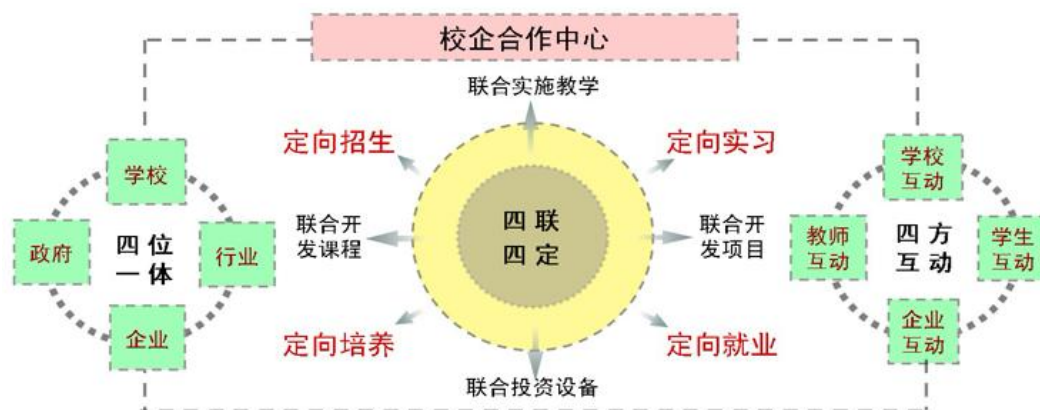 校企合作中心
联合实施教学
定向招生
定向实习
学校
政府
四 位
一 体
行业
企业
联合开
发课程
四 联
四 定
联合开
发项目
学校
互动
教师
互动
四 方
互 动
学生
互动
企业
互动
定向培养
定向就业
联合投资设备